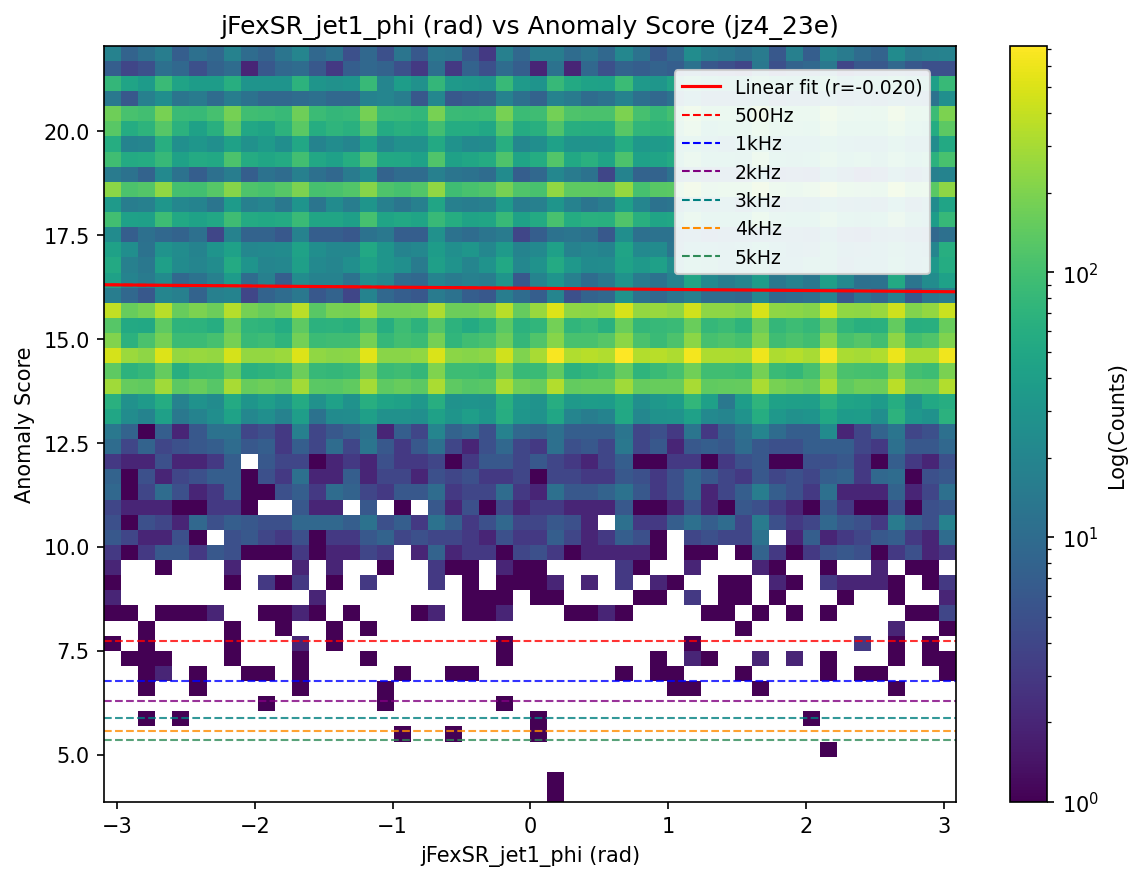 jFexSR_jet1_phi (rad) vs Anomaly Score (jz4_23e)
Linear fit (r=-0.020)
500Hz
1kHz
2kHz
3kHz
4kHz
5kHz
Anomaly Score
20.0
17.5
15.0
12.5
10.0
7.5
5.0
−3
−2
−1
0
1
2
3
jFexSR_jet1_phi (rad)
10²
10¹
10⁰
Log(Counts)